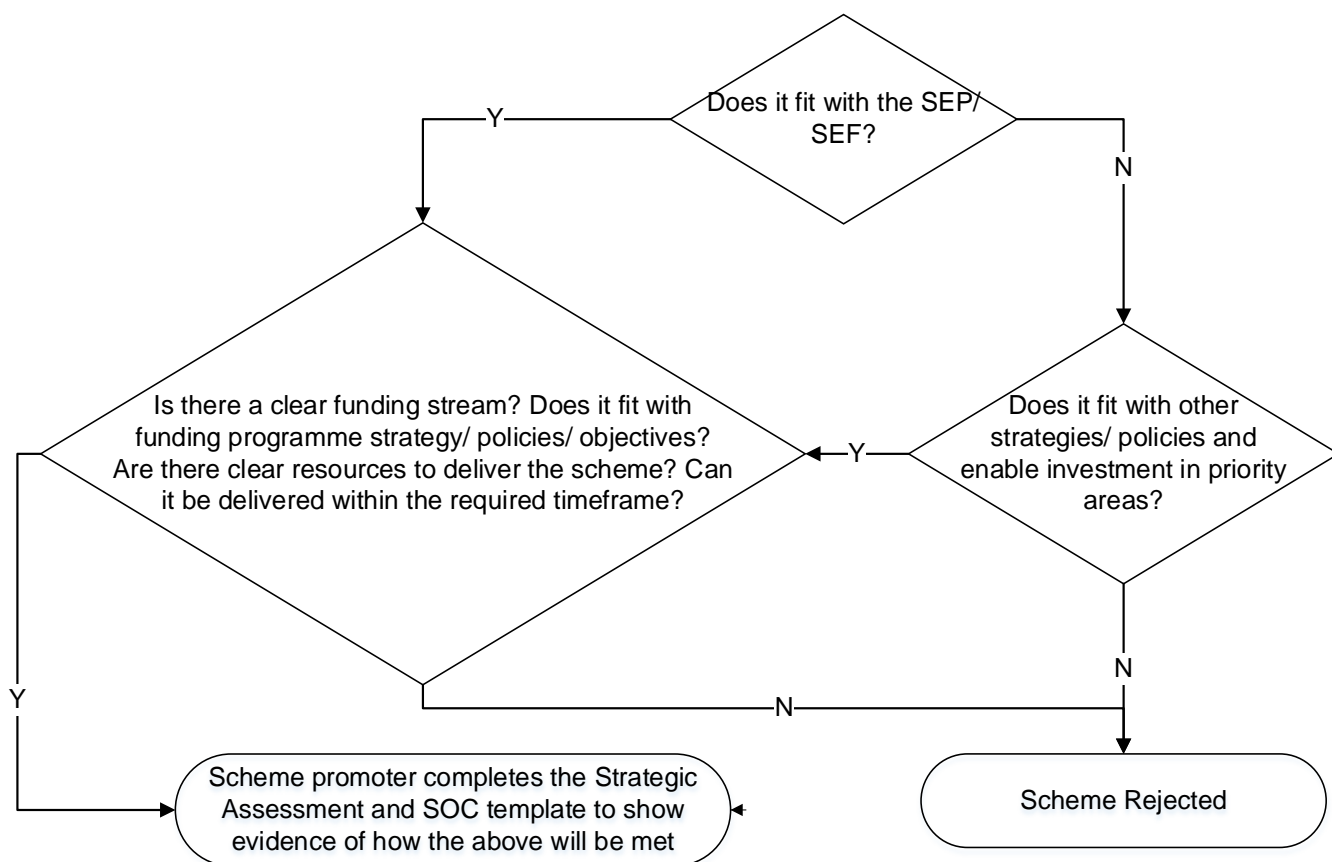 Does it fit with the SEP/
SEF?
Y
N
Is there a clear funding stream? Does it fit with
funding programme strategy/ policies/ objectives?
Are there clear resources to deliver the scheme? Can
it be delivered within the required timeframe?
Y
Does it fit with other
strategies/ policies and
enable investment in priority
areas?
N
Y
N
Scheme promoter completes the Strategic
Assessment and SOC template to show
evidence of how the above will be met
Scheme Rejected